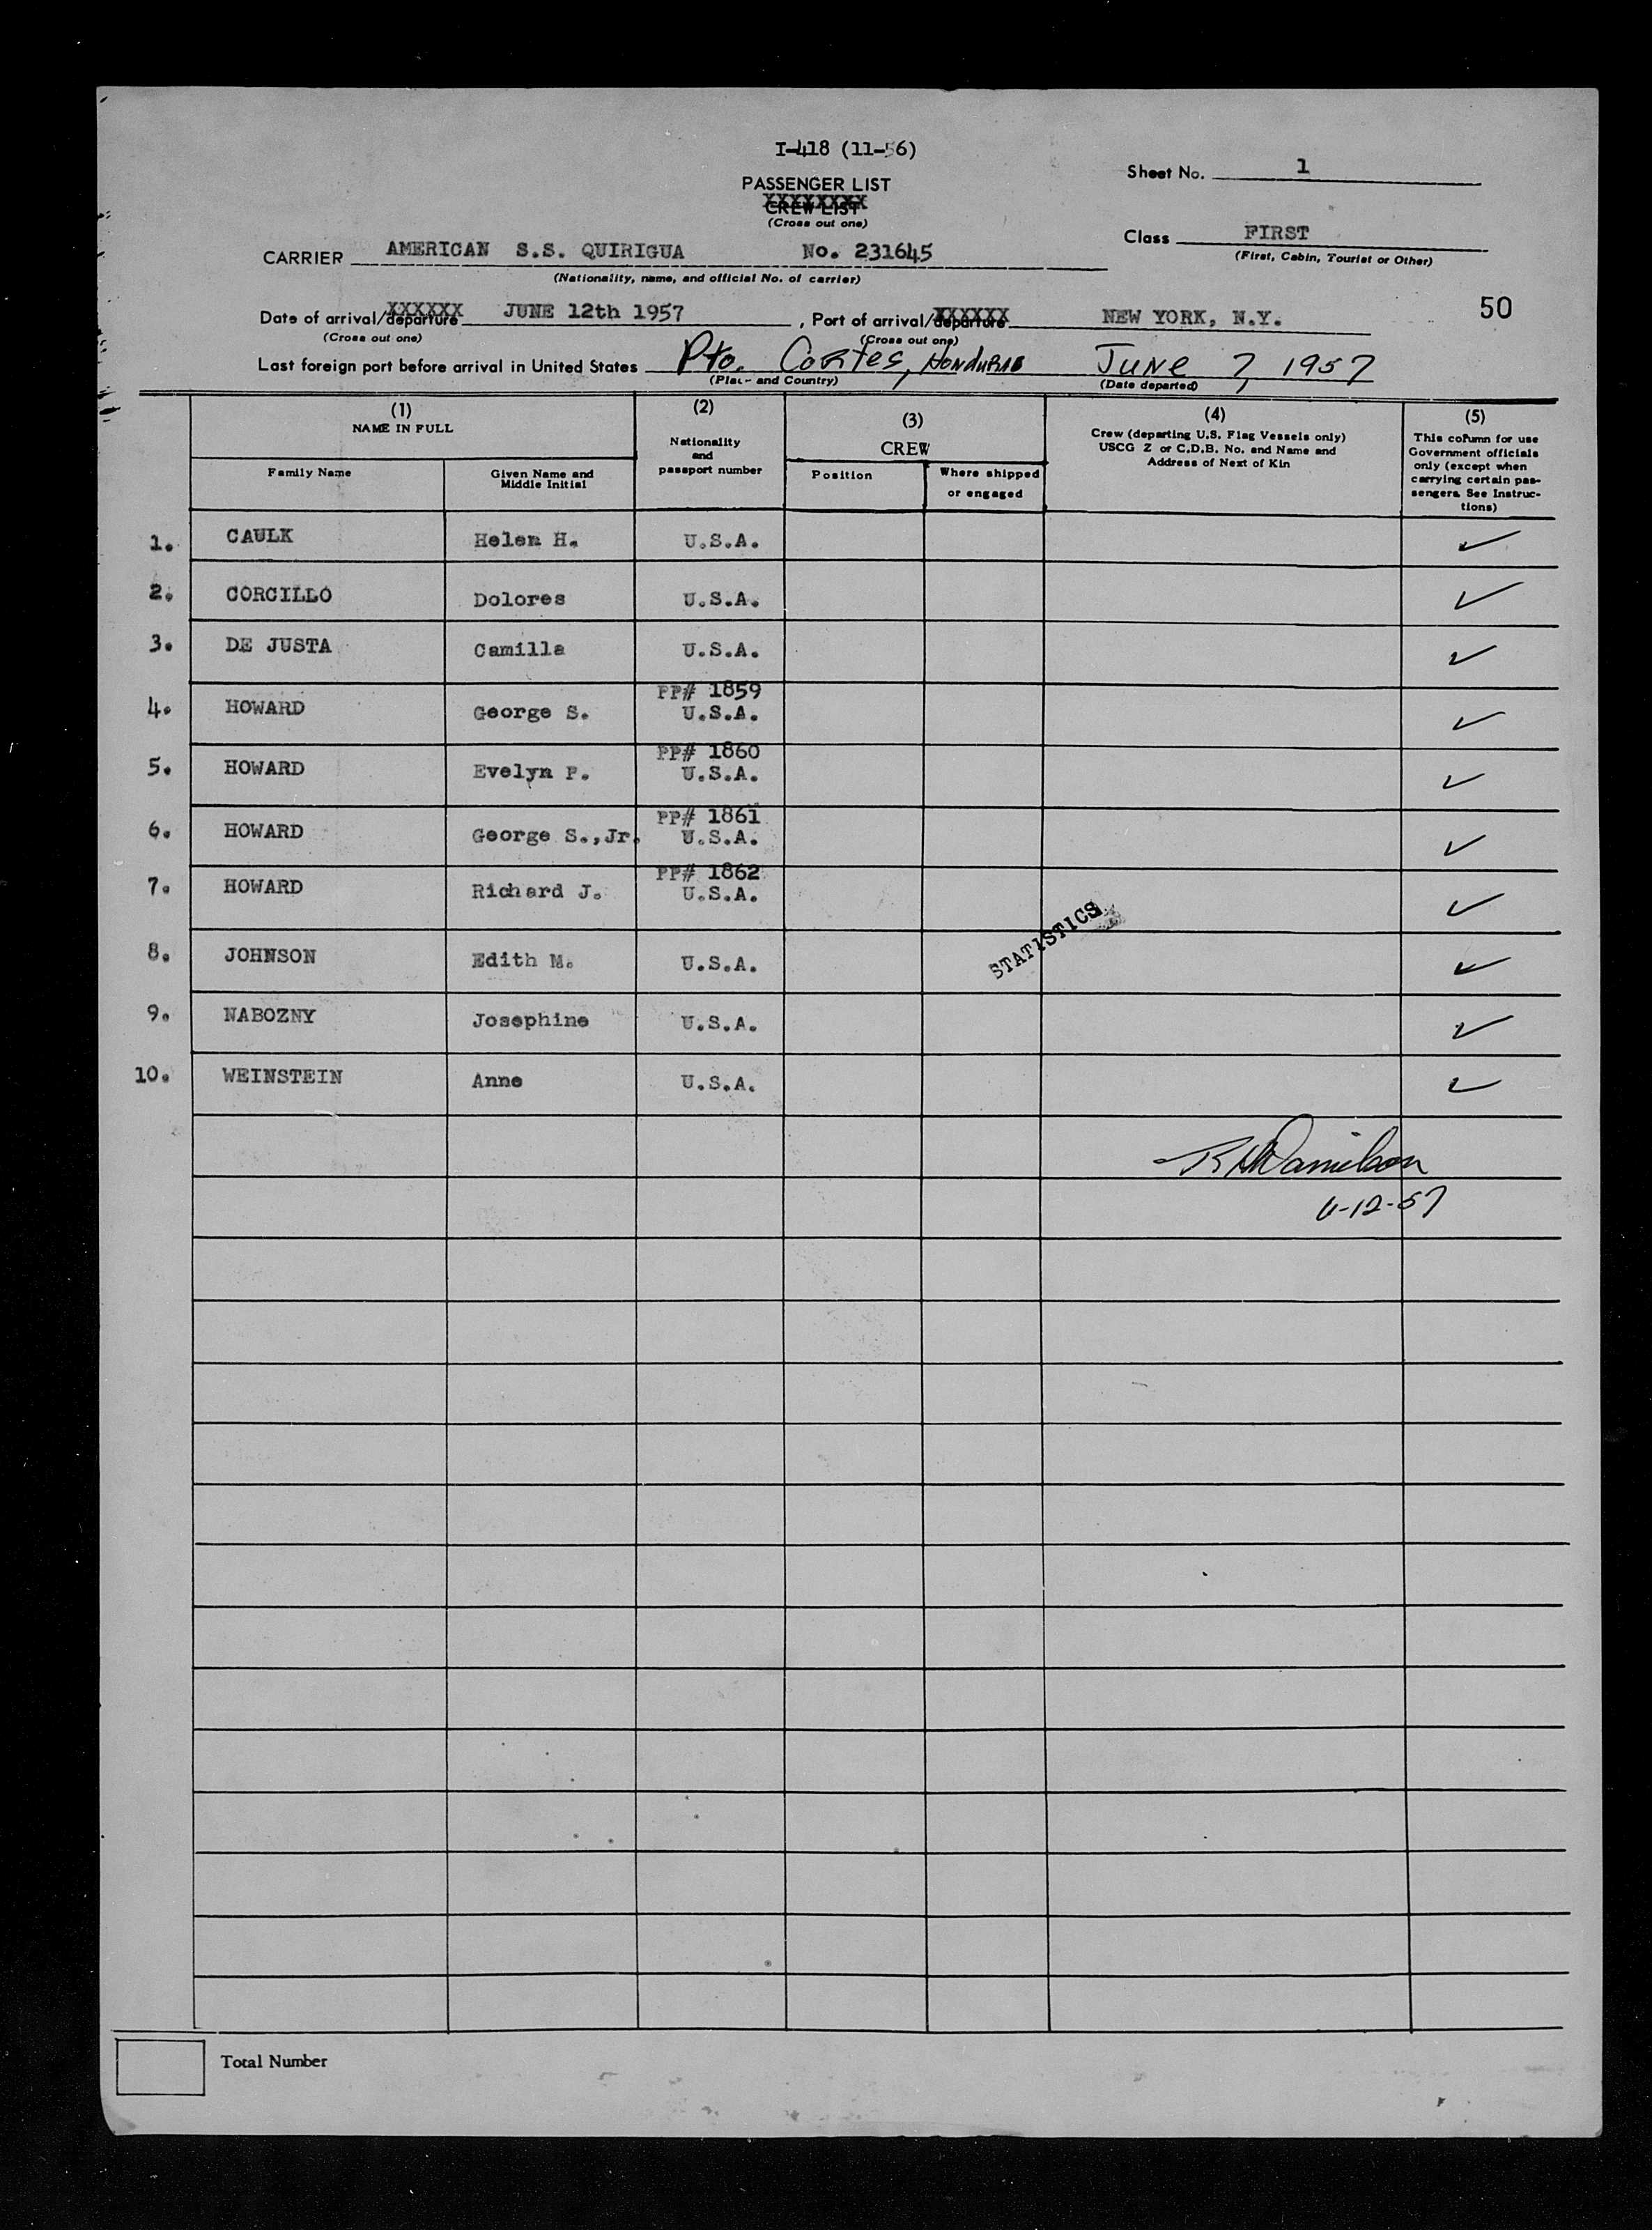 I-418 (11-56)
Sheet No. 1
PASSENGER LIST
XXXXXXXX
CREW LIST
(Cross out one)
Class FIRST
(First, Cabin, Tourist or Other)
CARRIER AMERICAN S.S. QUIRIGUA No. 231645
(Nationality, name, and official No. of carrier)
50
Date of arrival/departure XXXXXX JUNE 12th 1957, Port of arrival/departure XXXXXX NEW YORK, N.Y.
(Cross out one) (Cross out one)
Last foreign port before arrival in United States Pto. Cortes, Honduras June 7, 1957
(Place and Country) (Date departed)
(1) NAME IN FULL
Family Name
Given Name and Middle Initial
(2)
Nationality
and
passport number
(3)
CREW
Position
Where shipped
or engaged
(4)
Crew (departing U.S. Flag Vessels only)
USCG Z or C.D.B. No. and Name and
Address of Next of Kin
(5)
This column for use
Government officials
only (except when
carrying certain pas-
sengers. See Instruc-
tions)
1. CAULK Helen H. U.S.A.
2. CORCILLO Dolores U.S.A.
3. DE JUSTA Camilla U.S.A.
PP# 1859
4. HOWARD George S. U.S.A.
PP# 1860
5. HOWARD Evelyn P. U.S.A.
PP# 1861
6. HOWARD George S.,Jr. U.S.A.
PP# 1862
7. HOWARD Richard J. U.S.A.
STATISTICS
8. JOHNSON Edith M. U.S.A.
9. NABOZNY Josephine U.S.A.
10. WEINSTEIN Anne U.S.A.
6-12-57
Total Number